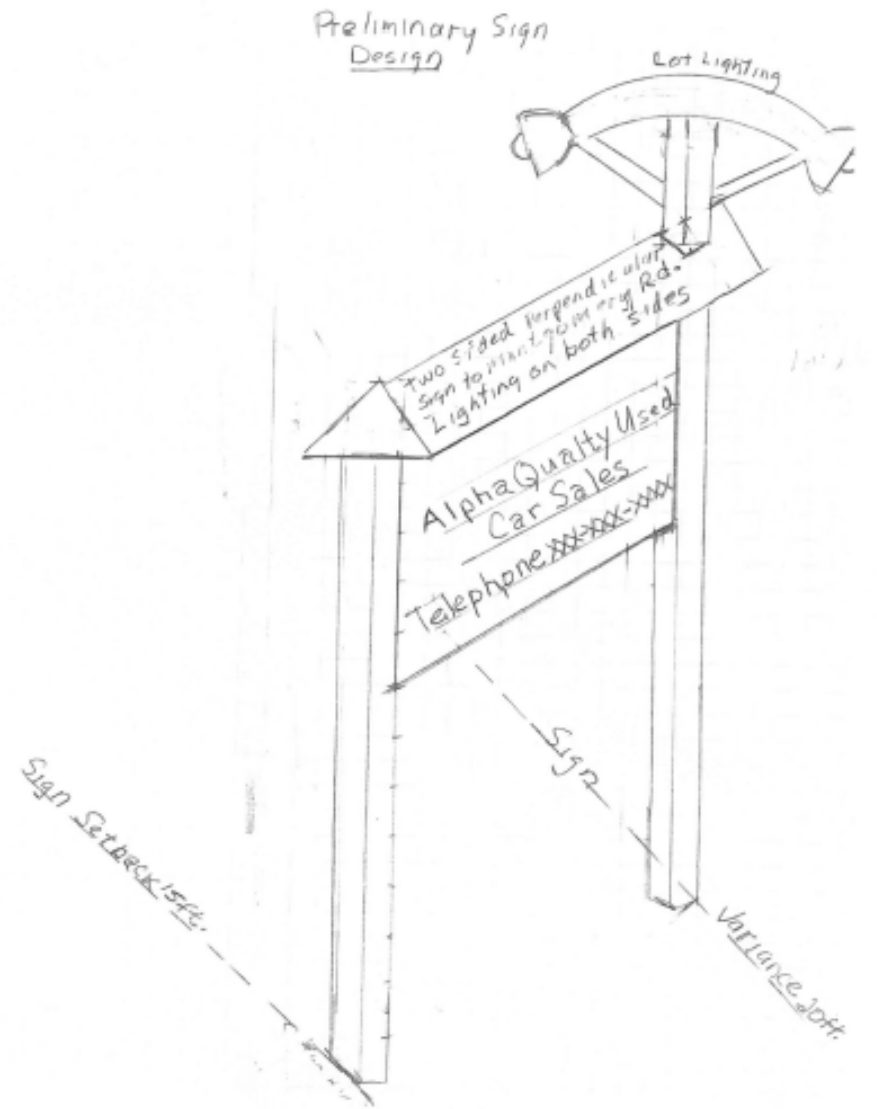 Preliminary Sign
Design
Lot Lighting
Two Sided Perpendicular
Sign to Montgomery Rd.
Lighting on both sides
Alpha Qualty Used
Car Sales
Telephone XXX-XXX-XXXX
Sign
Sign Setback 15ft.
Variance 20ft.